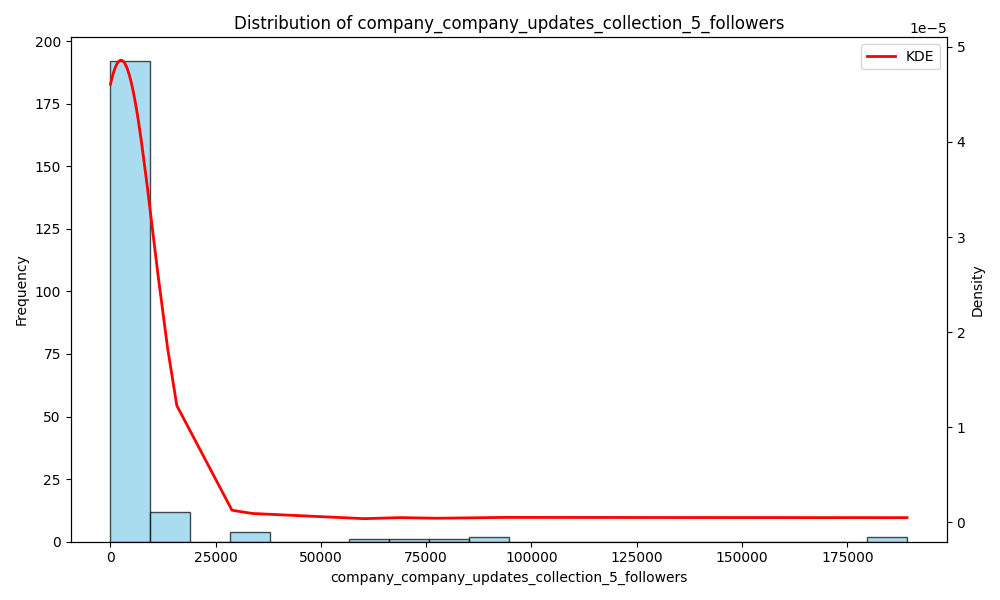 Distribution of company_company_updates_collection_5_followers
1e−5
KDE
Frequency
200
175
150
125
100
75
50
25
0
Density
5
4
3
2
1
0
0 25000 50000 75000 100000 125000 150000 175000
company_company_updates_collection_5_followers